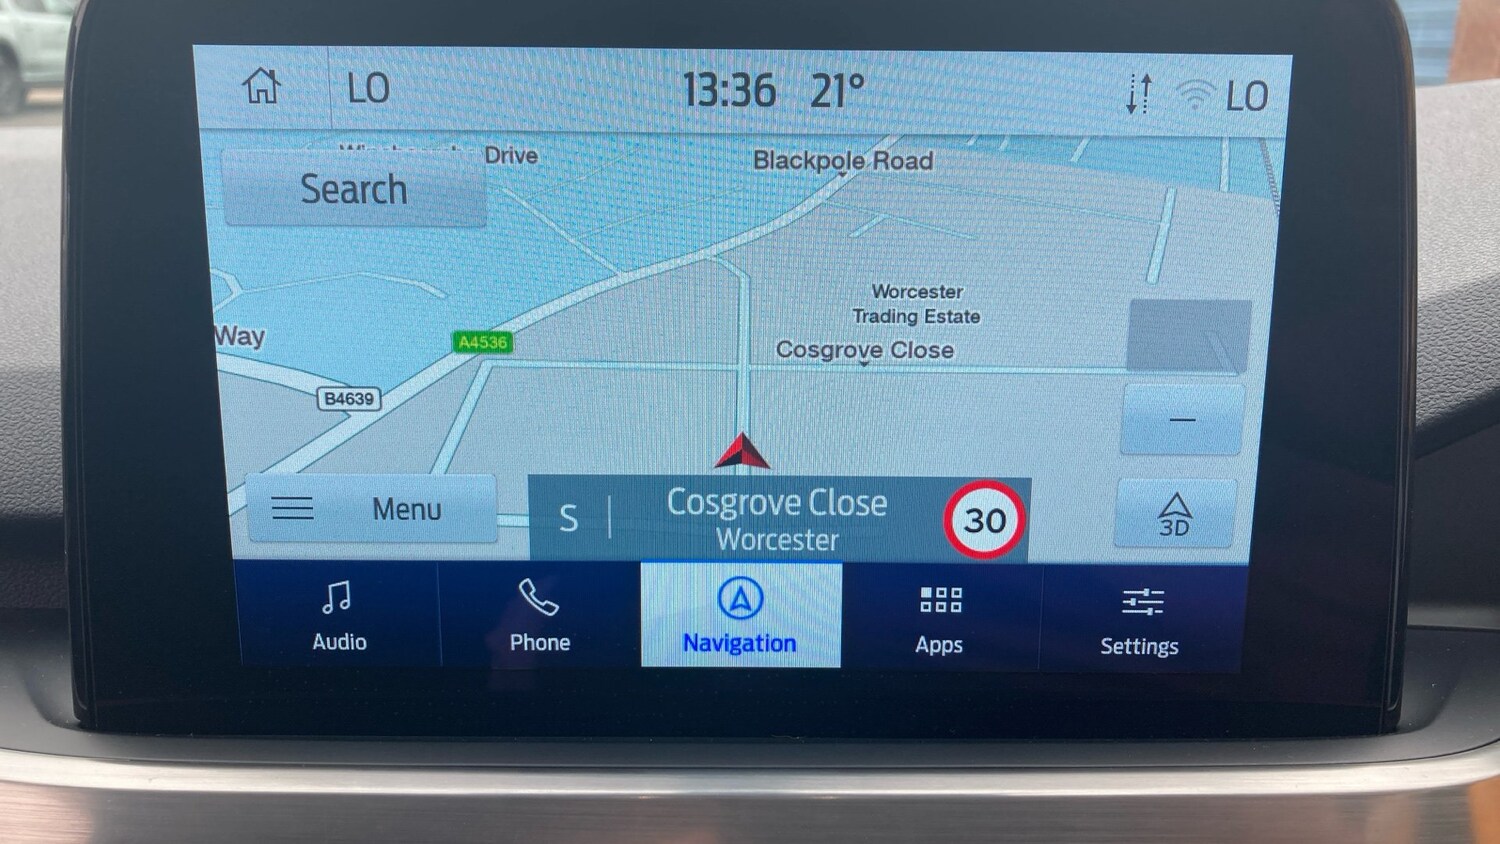 LO
13:36 21°
LO
Drive
Blackpole Road
Search
Worcester
Trading Estate
Way
A4536
Cosgrove Close
B4639
Menu
S
Cosgrove Close
Worcester
30
3D
Audio
Phone
Navigation
Apps
Settings